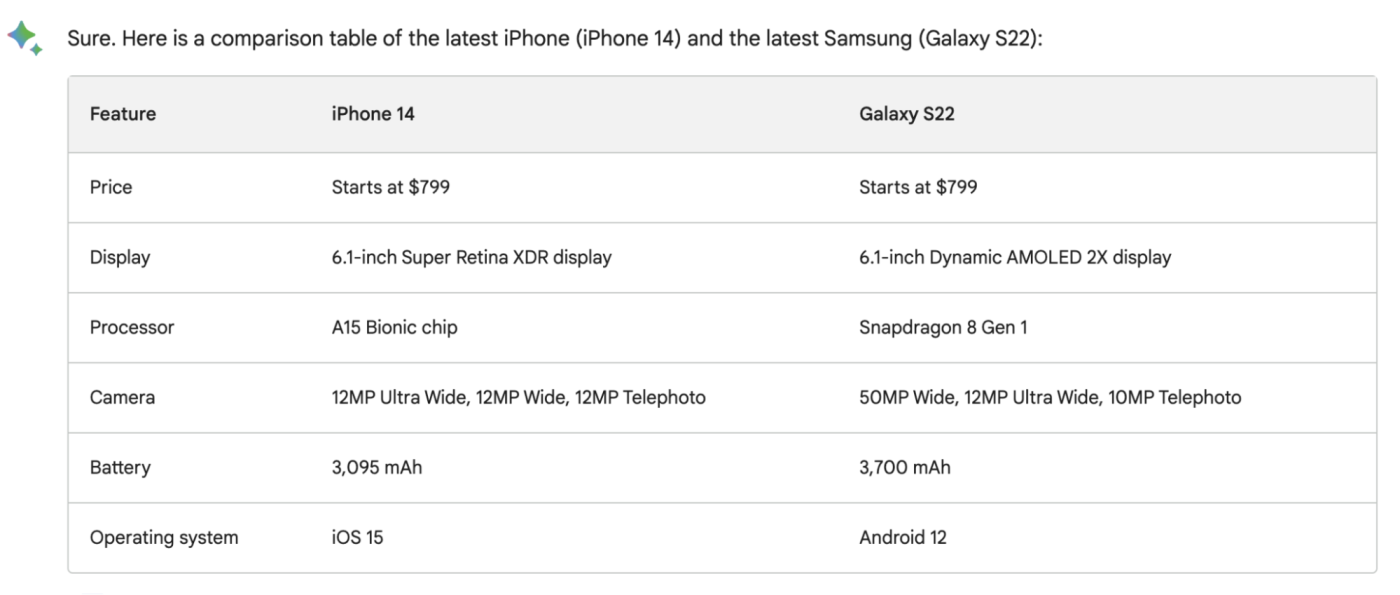 Sure. Here is a comparison table of the latest iPhone (iPhone 14) and the latest Samsung (Galaxy S22):
Feature iPhone 14 Galaxy S22
Price Starts at $799 Starts at $799
Display 6.1-inch Super Retina XDR display 6.1-inch Dynamic AMOLED 2X display
Processor A15 Bionic chip Snapdragon 8 Gen 1
Camera 12MP Ultra Wide, 12MP Wide, 12MP Telephoto 50MP Wide, 12MP Ultra Wide, 10MP Telephoto
Battery 3,095 mAh 3,700 mAh
Operating system iOS 15 Android 12